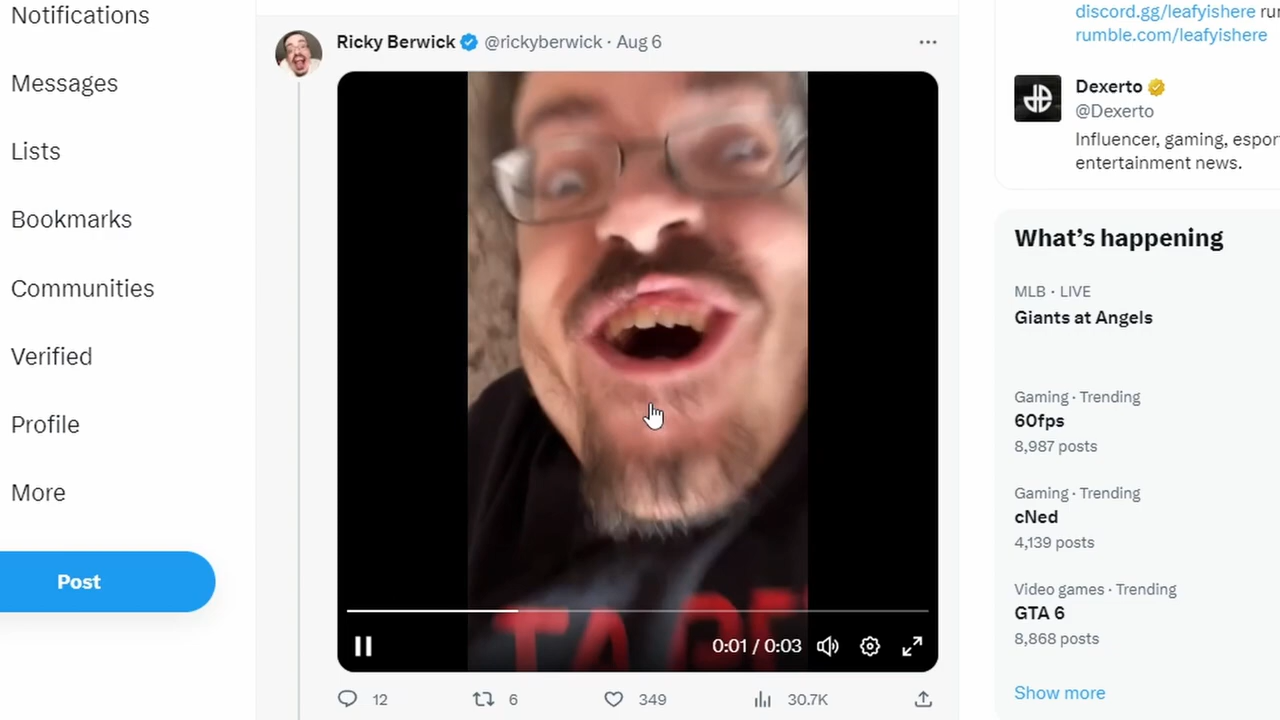 Notifications
Messages
Lists
Bookmarks
Communities
Verified
Profile
More
Post
Ricky Berwick @rickyberwick · Aug 6
0:01 / 0:03
12 6 349 30.7K
discord.gg/leafyishere
rumble.com/leafyishere
Dexerto
@Dexerto
Influencer, gaming,
entertainment news.
What’s happening
MLB · LIVE
Giants at Angels
Gaming · Trending
60fps
8,987 posts
Gaming · Trending
cNed
4,139 posts
Video games · Trending
GTA 6
8,868 posts
Show more